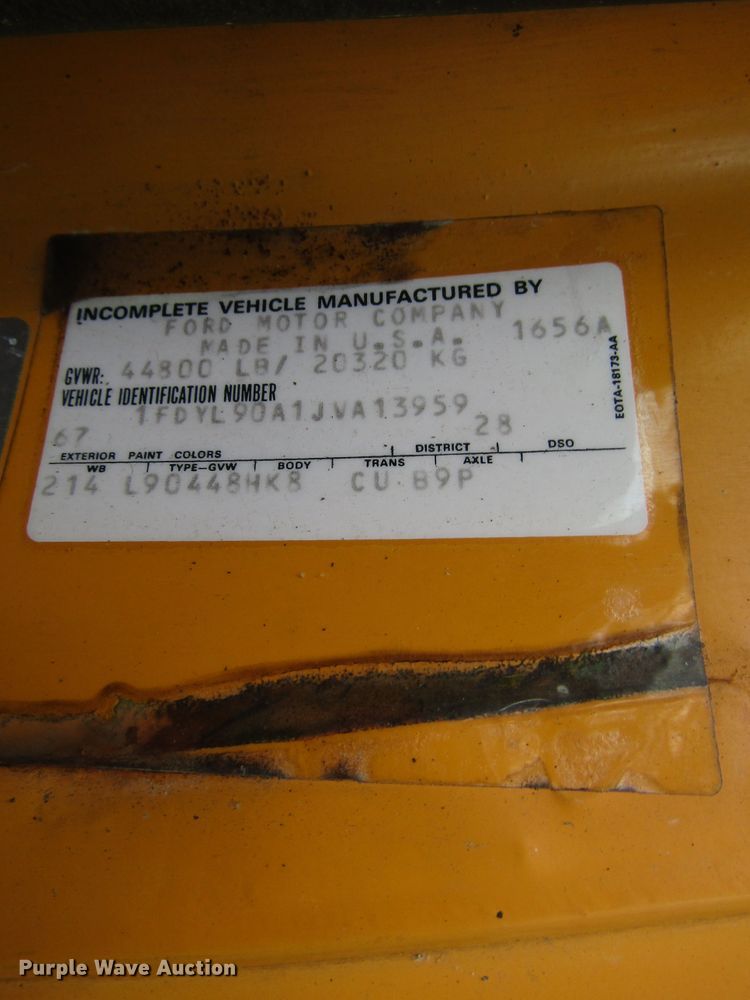 INCOMPLETE VEHICLE MANUFACTURED BY
FORD MOTOR COMPANY
MADE IN U.S.A. 1656A
GVWR: 44800 LB/ 20320 KG
VEHICLE IDENTIFICATION NUMBER
1FDYL90A1JVA13959
67 28
EXTERIOR PAINT COLORS DISTRICT DSO
WB TYPE-GVW BODY TRANS AXLE
214 L90448HK8 CU B9P
EOTA-18173-AA
Purple Wave Auction